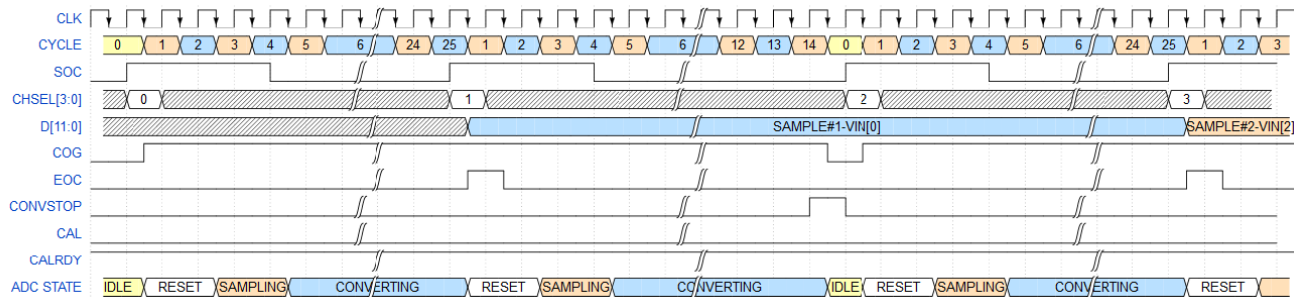 CLK
CYCLE 0 1 2 3 4 5 6 24 25 1 2 3 4 5 6 12 13 14 0 1 2 3 4 5 6 24 25 1 2 3
SOC
CHSEL[3:0] 0 1 2 3
D[11:0] SAMPLE#1-VIN[0] SAMPLE#2-VIN[2]
COG
EOC
CONVSTOP
CAL
CALRDY
ADC STATE IDLE RESET SAMPLING CONVERTING RESET SAMPLING CONVERTING IDLE RESET SAMPLING CONVERTING RESET